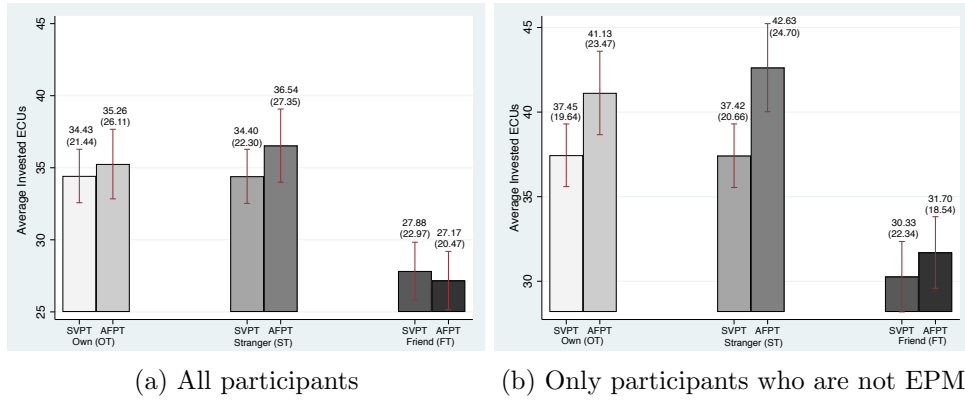 Average Invested ECUs
45
40
35
30
25
34.43
(21.44)
35.26
(26.11)
34.40
(22.30)
36.54
(27.35)
27.88
(22.97)
27.17
(20.47)
SVPT AFPT
Own (OT)
SVPT AFPT
Stranger (ST)
SVPT AFPT
Friend (FT)
(a) All participants
Average Invested ECUs
45
40
35
30
37.45
(19.64)
41.13
(23.47)
37.42
(20.66)
42.63
(24.70)
30.33
(22.34)
31.70
(18.54)
SVPT AFPT
Own (OT)
SVPT AFPT
Stranger (ST)
SVPT AFPT
Friend (FT)
(b) Only participants who are not EPM